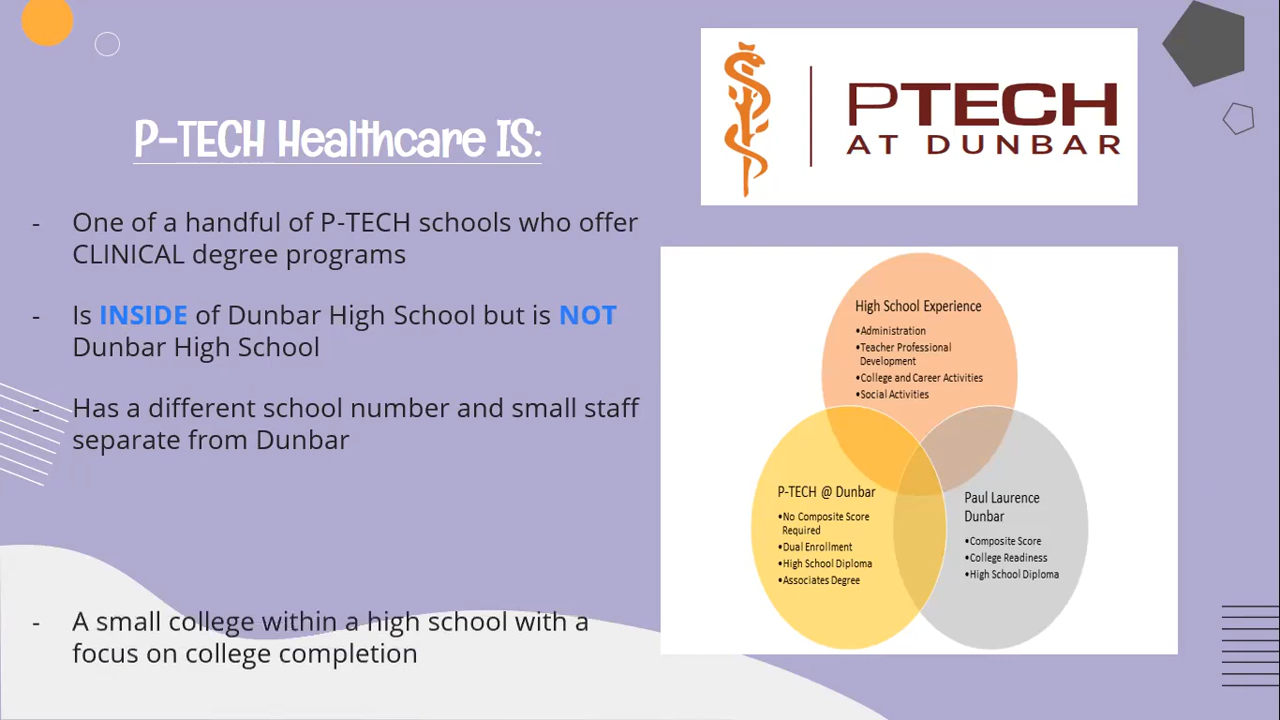 P-TECH Healthcare IS:
- One of a handful of P-TECH schools who offer
CLINICAL degree programs
- Is INSIDE of Dunbar High School but is NOT
Dunbar High School
- Has a different school number and small staff
separate from Dunbar
- A small college within a high school with a
focus on college completion
PTECH
AT DUNBAR
High School Experience
•Administration
•Teacher Professional
Development
•College and Career Activities
•Social Activities
P-TECH @ Dunbar
•No Composite Score
Required
•Dual Enrollment
•High School Diploma
•Associates Degree
Paul Laurence
Dunbar
•Composite Score
•College Readiness
•High School Diploma